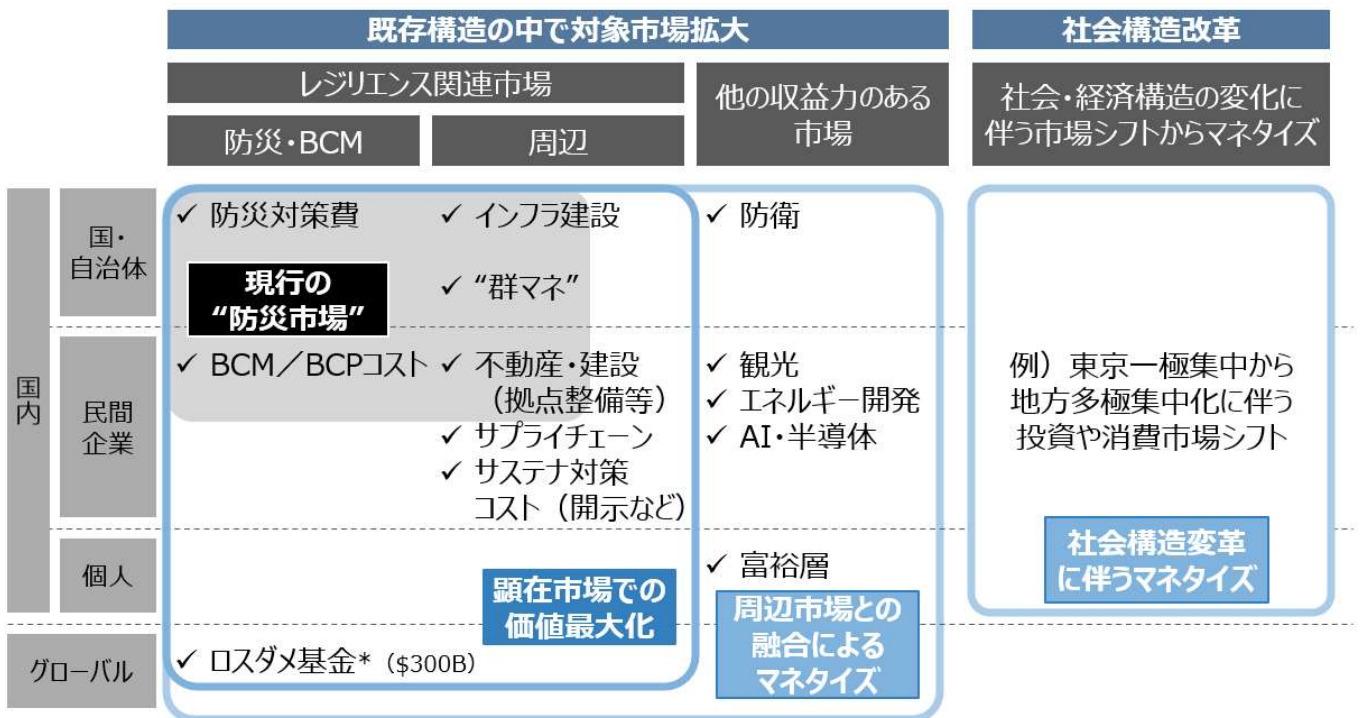 既存構造の中で対象市場拡大
社会構造改革
レジリエンス関連市場
他の収益力のある
市場
社会・経済構造の変化に
伴う市場シフトからマネタイズ
防災・BCM
周辺
国内
国・
自治体
✓ 防災対策費
✓ インフラ建設
✓ “群マネ”
✓ 防衛
現行の
“防災市場”
民間
企業
✓ BCM／BCPコスト
✓ 不動産・建設
（拠点整備等）
✓ サプライチェーン
✓ サステナ対策
コスト（開示など）
✓ 観光
✓ エネルギー開発
✓ AI・半導体
例）東京一極集中から
地方多極集中化に伴う
投資や消費市場シフト
個人
顕在市場での
価値最大化
✓ 富裕層
周辺市場との
融合による
マネタイズ
社会構造変革
に伴うマネタイズ
グローバル
✓ ロスダメ基金* （$300B）